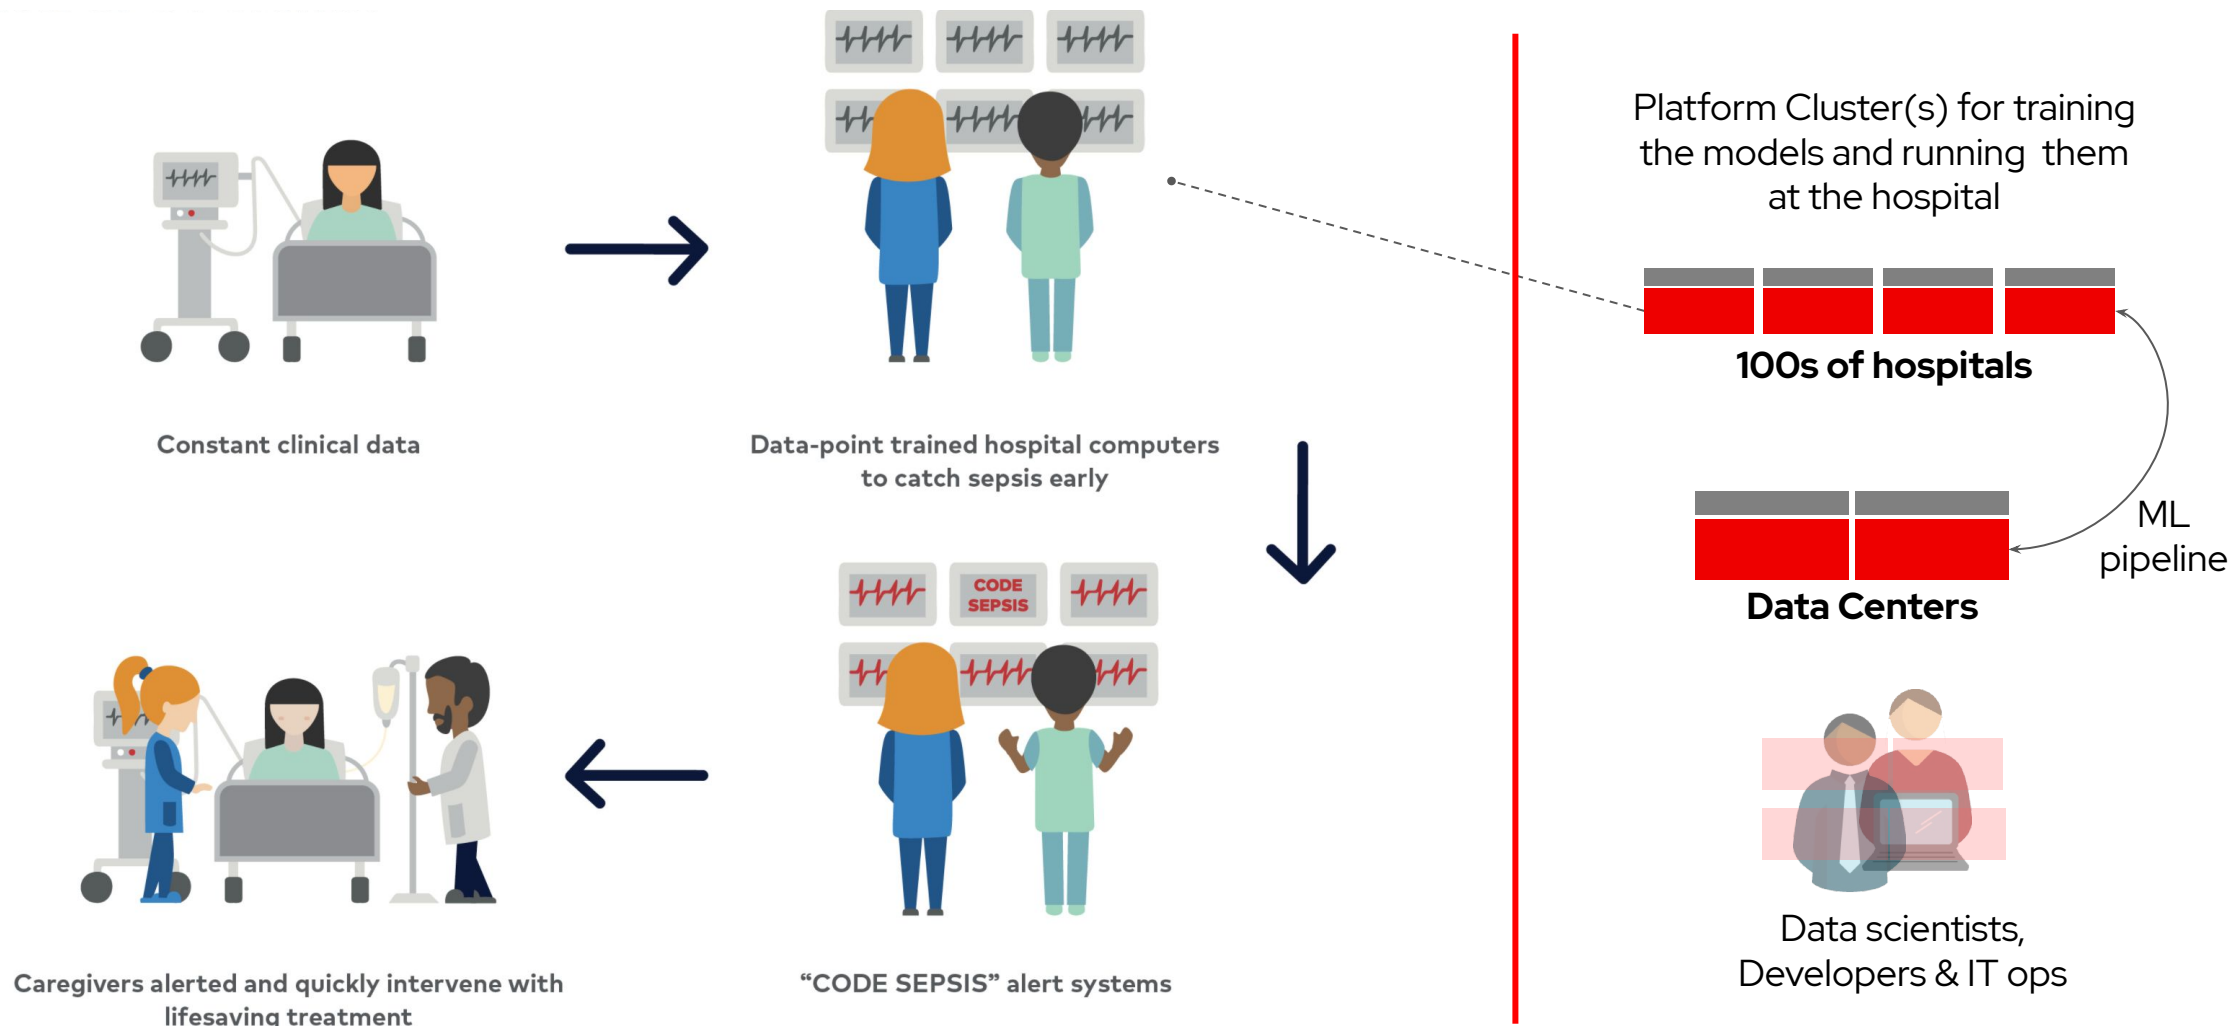 Constant clinical data
Data-point trained hospital computers
to catch sepsis early
CODE
SEPSIS
“CODE SEPSIS” alert systems
Caregivers alerted and quickly intervene with
lifesaving treatment
Platform Cluster(s) for training
the models and running them
at the hospital
100s of hospitals
ML
pipeline
Data Centers
Data scientists,
Developers & IT ops